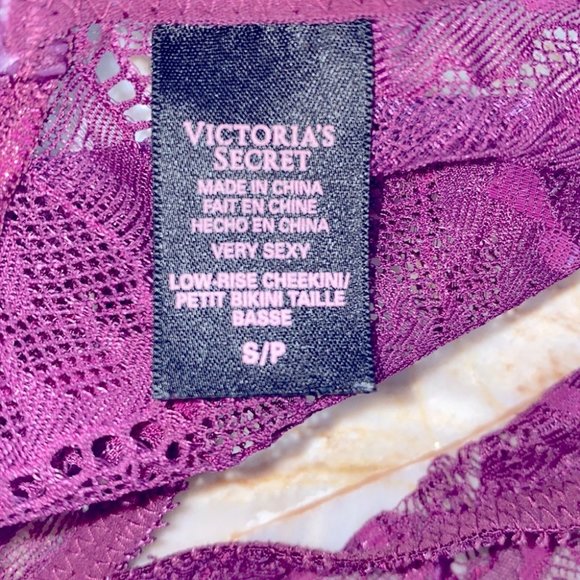 VICTORIA'S
SECRET
MADE IN CHINA
FAIT EN CHINE
HECHO EN CHINA
VERY SEXY
LOW-RISE CHEEKINI/
PETIT BIKINI TAILLE
BASSE
S/P